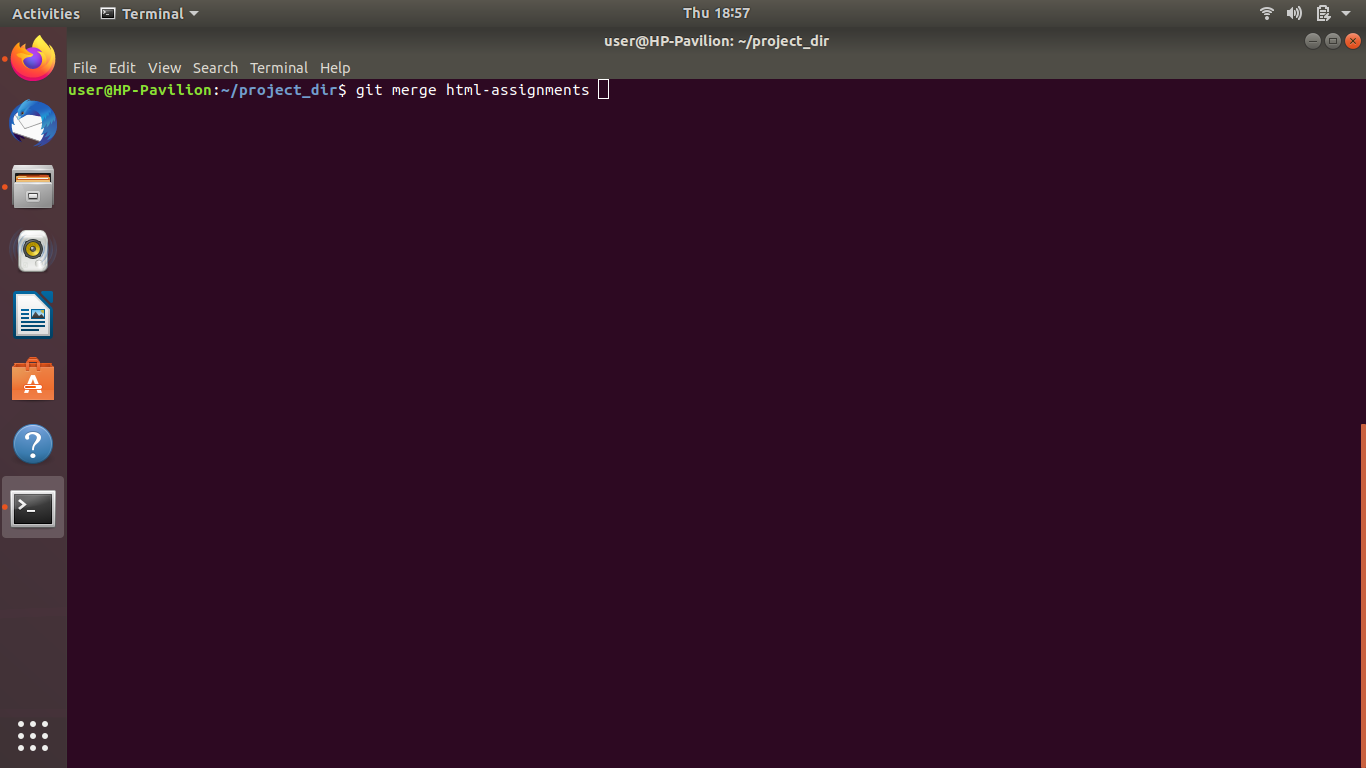 Activities Terminal Thu 18:57
user@HP-Pavilion: ~/project_dir
File Edit View Search Terminal Help
user@HP-Pavilion:~/project_dir$ git merge html-assignments